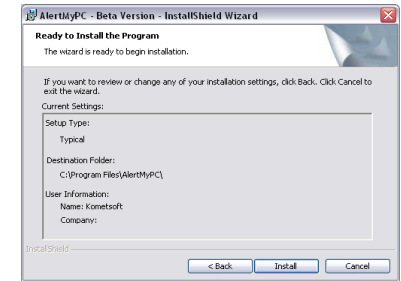 AlertMyPC - Beta Version - InstallShield Wizard
Ready to Install the Program
The wizard is ready to begin installation.
If you want to review or change any of your installation settings, click Back. Click Cancel to
exit the wizard.
Current Settings:
Setup Type:
Typical
Destination Folder:
C:\Program Files\AlertMyPC\
User Information:
Name: Kometsoft
Company:
InstallShield
< Back
Install
Cancel